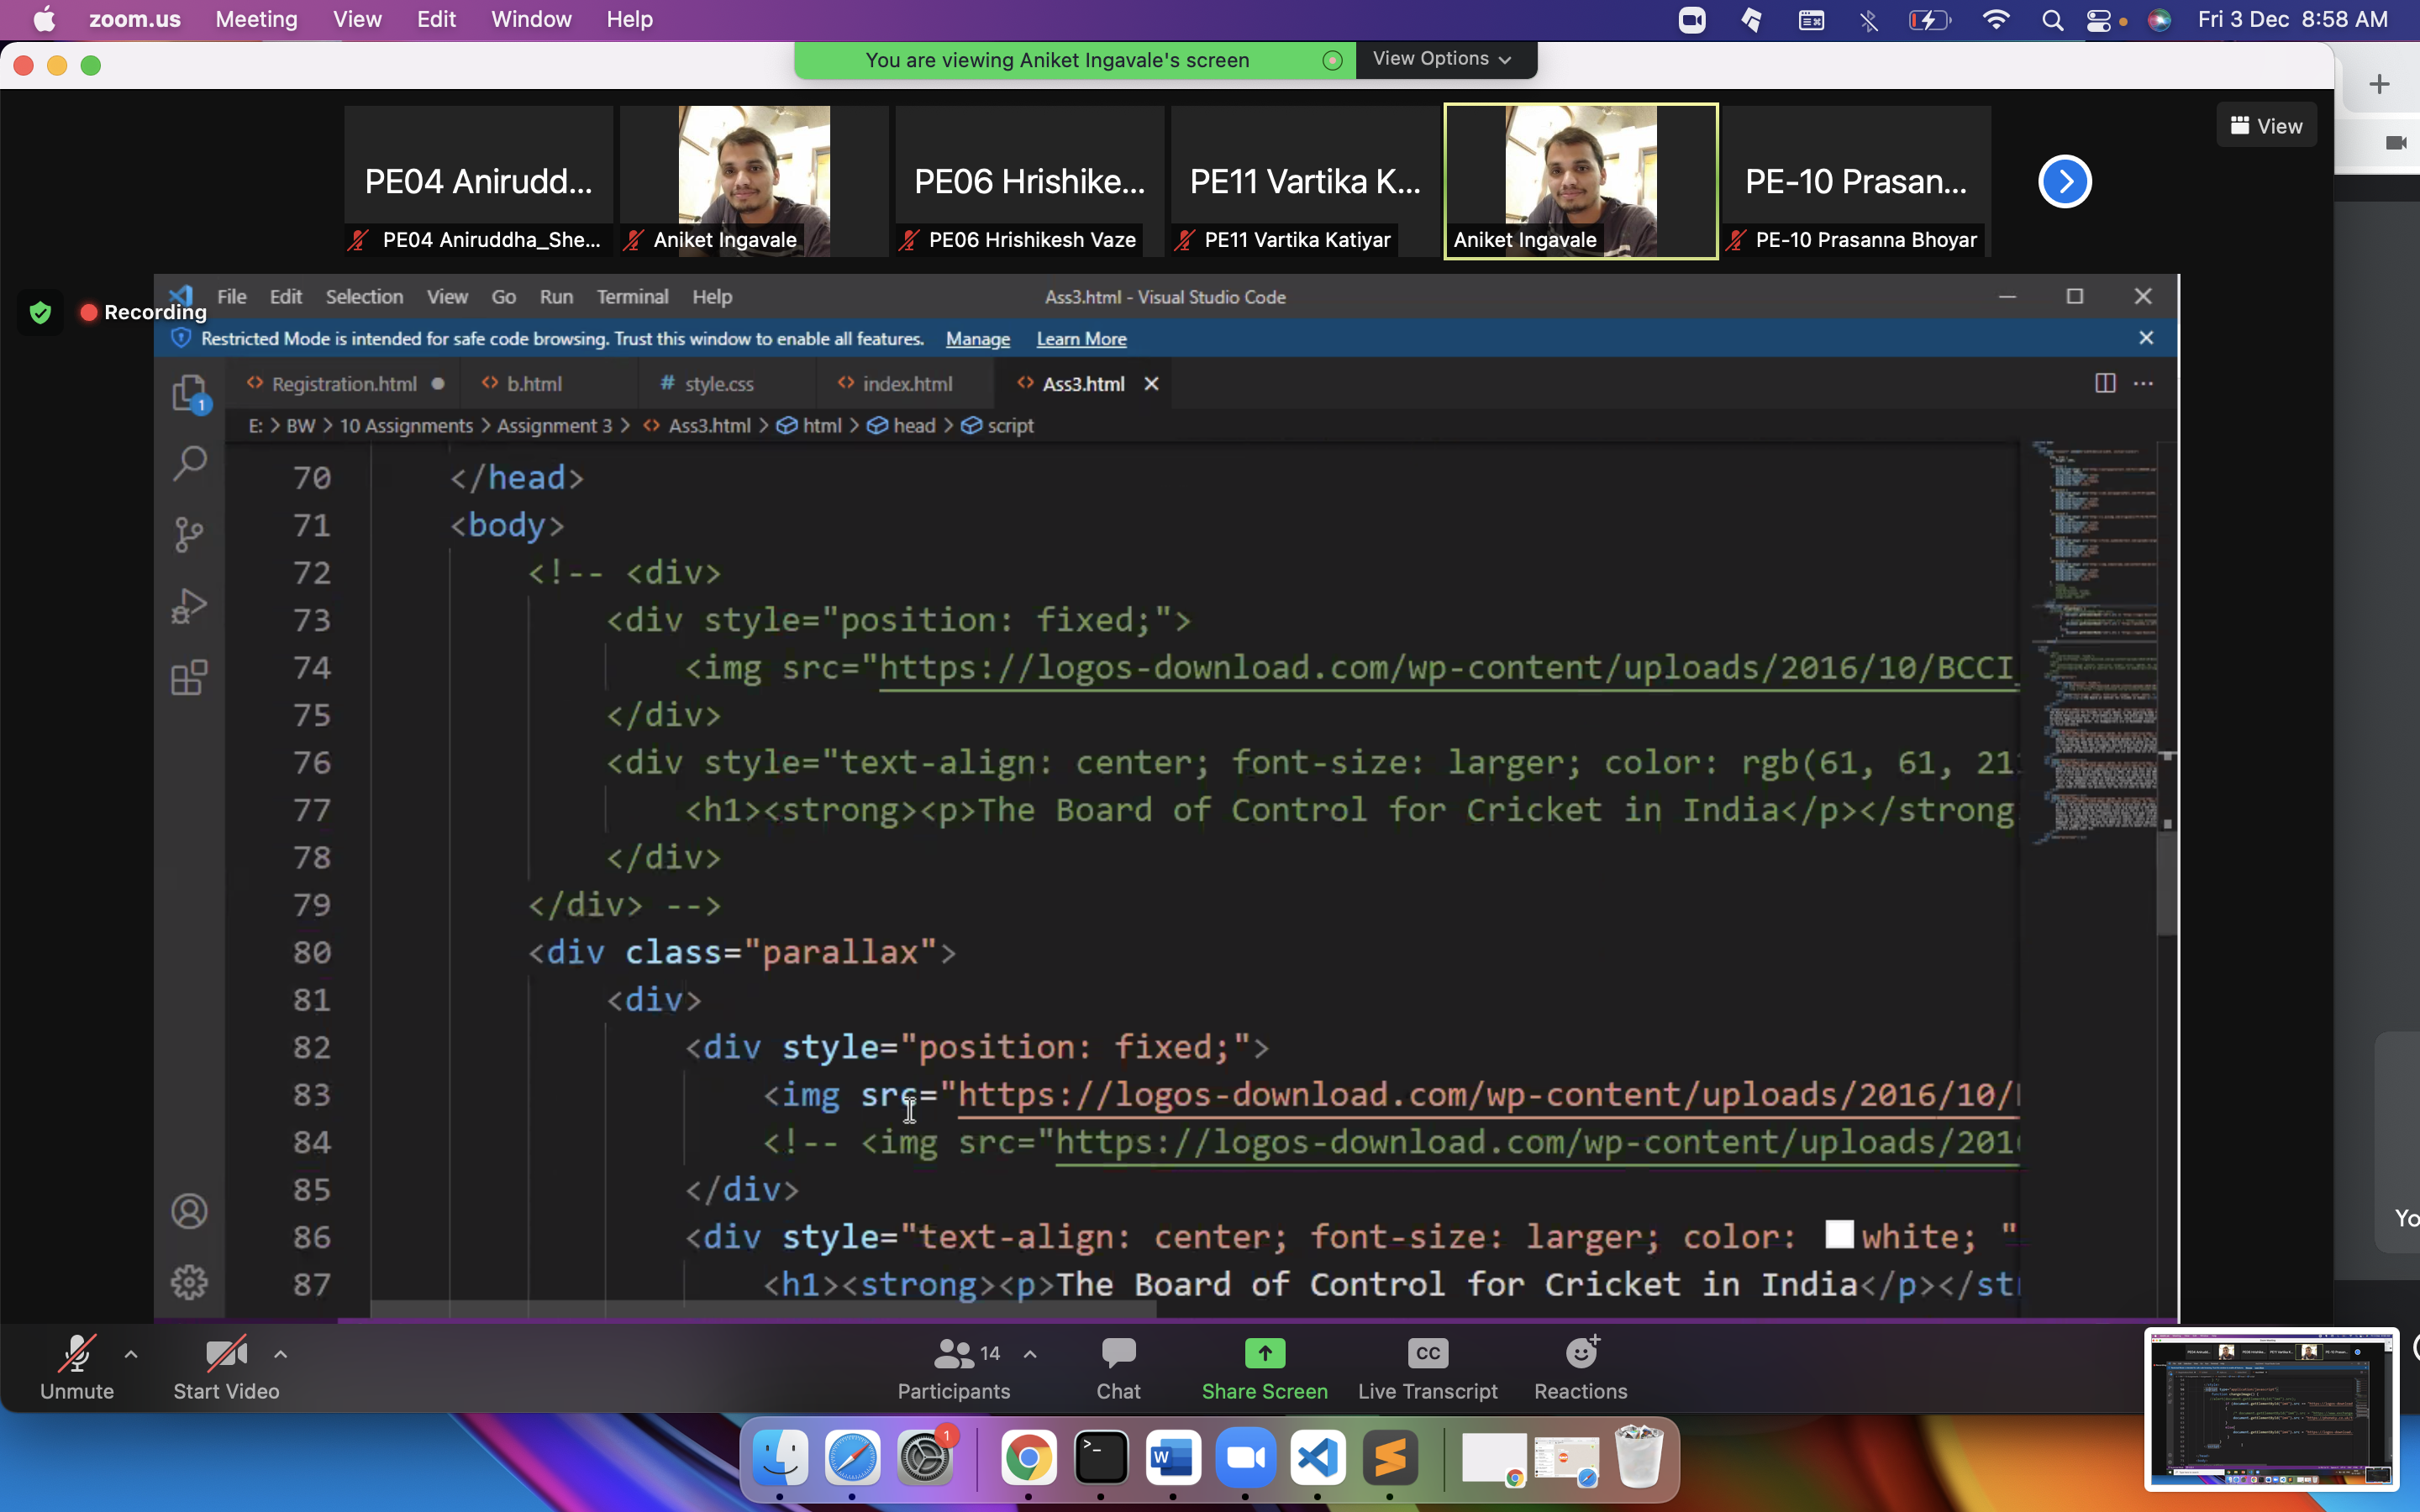 zoom.us Meeting View Edit Window Help Fri 3 Dec 8:58 AM
You are viewing Aniket Ingavale's screen View Options
View
PE04 Anirudd... PE06 Hrishike... PE11 Vartika K... PE-10 Prasan...
PE04 Aniruddha_She... Aniket Ingavale PE06 Hrishikesh Vaze PE11 Vartika Katiyar Aniket Ingavale PE-10 Prasanna Bhoyar
Recording
File Edit Selection View Go Run Terminal Help Ass3.html - Visual Studio Code
Restricted Mode is intended for safe code browsing. Trust this window to enable all features. Manage Learn More
Registration.html b.html # style.css index.html Ass3.html
1
E: > BW > 10 Assignments > Assignment 3 > Ass3.html > html > head > script
70 </head>
71 <body>
72 <!-- <div>
73 <div style="position: fixed;">
74 <img src="https://logos-download.com/wp-content/uploads/2016/10/BCCI_
75 </div>
76 <div style="text-align: center; font-size: larger; color: rgb(61, 61, 21
77 <h1><strong><p>The Board of Control for Cricket in India</p></strong
78 </div>
79 </div> -->
80 <div class="parallax">
81 <div>
82 <div style="position: fixed;">
83 <img src="https://logos-download.com/wp-content/uploads/2016/10/
84 <!-- <img src="https://logos-download.com/wp-content/uploads/201
85 </div>
86 <div style="text-align: center; font-size: larger; color: white; "
87 <h1><strong><p>The Board of Control for Cricket in India</p></st
Yo
14
CC
Unmute Start Video Participants Chat Share Screen Live Transcript Reactions
1
>_
W